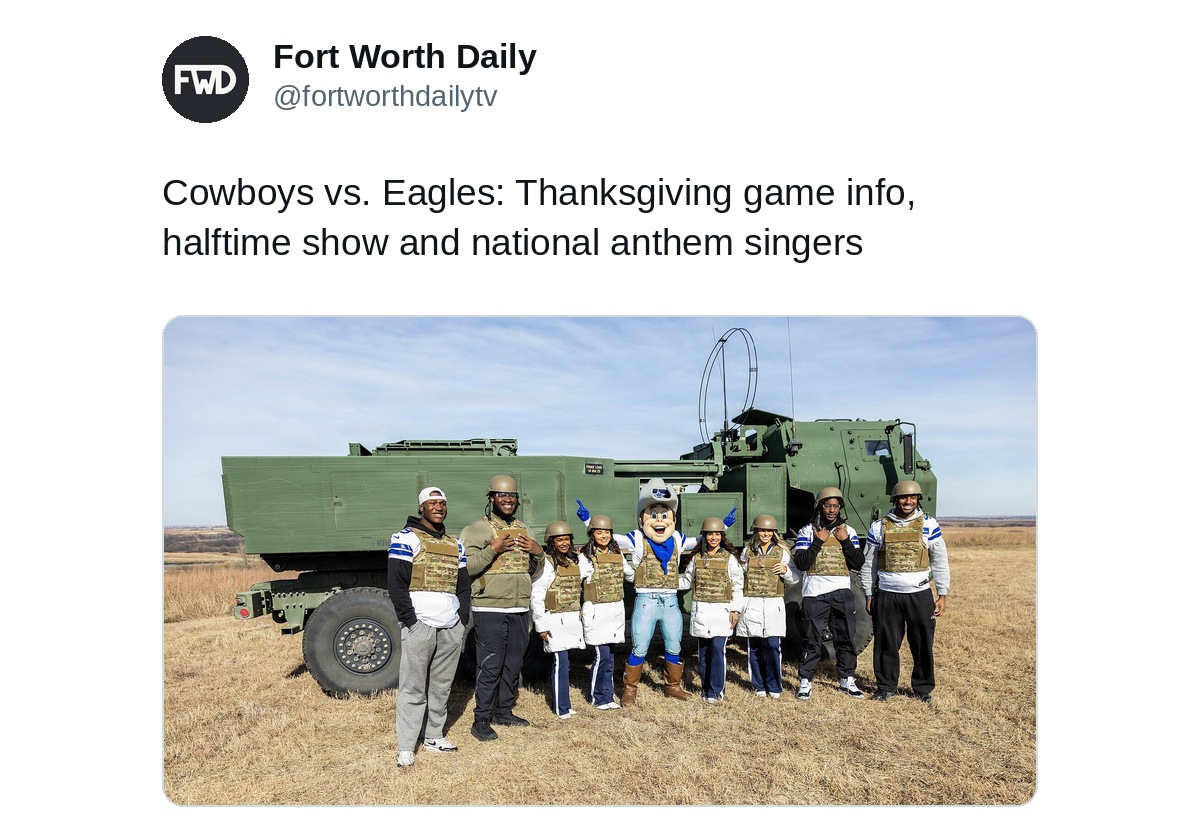 FWD
Fort Worth Daily
@fortworthdailytv
Cowboys vs. Eagles: Thanksgiving game info,
halftime show and national anthem singers